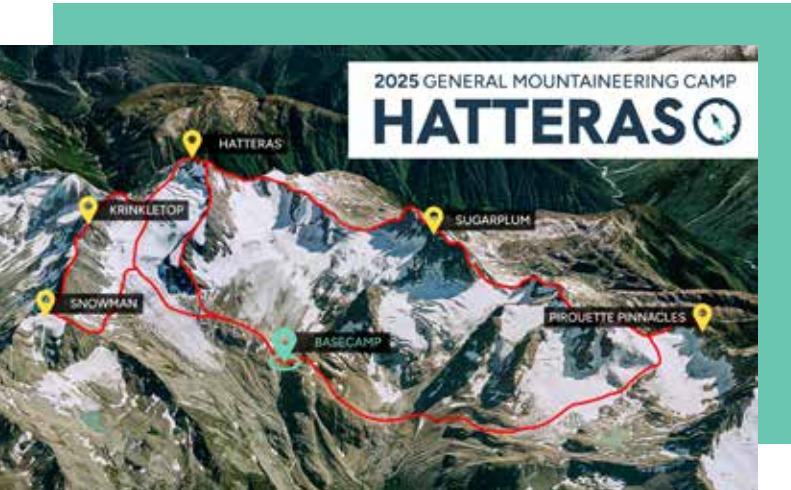 2025 GENERAL MOUNTAINEERING CAMP
HATTERAS
HATTERAS
KRINKLETOP
SUGARPLUM
SNOWMAN
PIROUETTE PINNACLES
BASECAMP